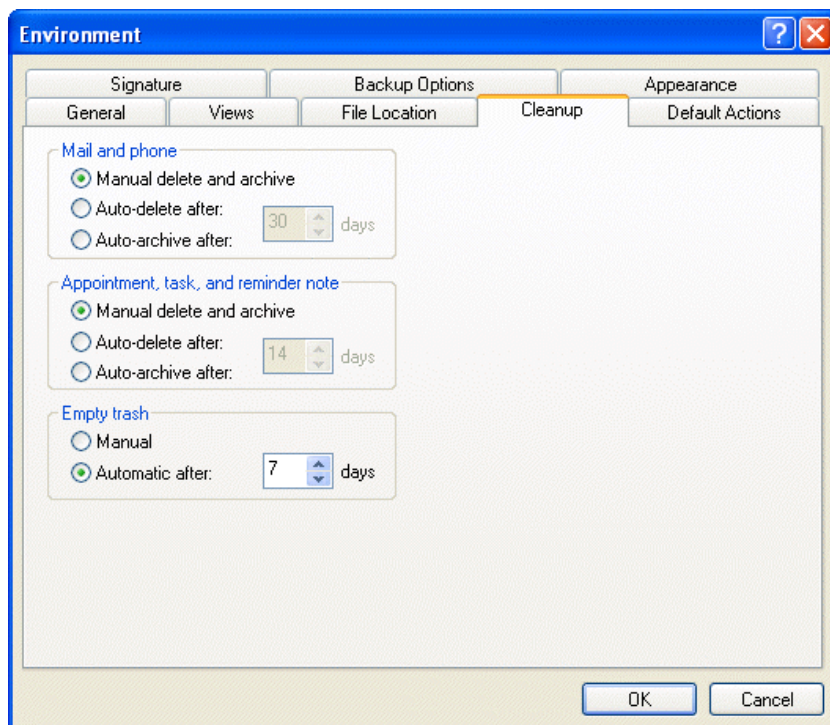 Environment
Signature Backup Options Appearance
General Views File Location Cleanup Default Actions
Mail and phone
Manual delete and archive
Auto-delete after:
30 days
Auto-archive after:
Appointment, task, and reminder note
Manual delete and archive
Auto-delete after:
14 days
Auto-archive after:
Empty trash
Manual
Automatic after: 7 days
OK Cancel